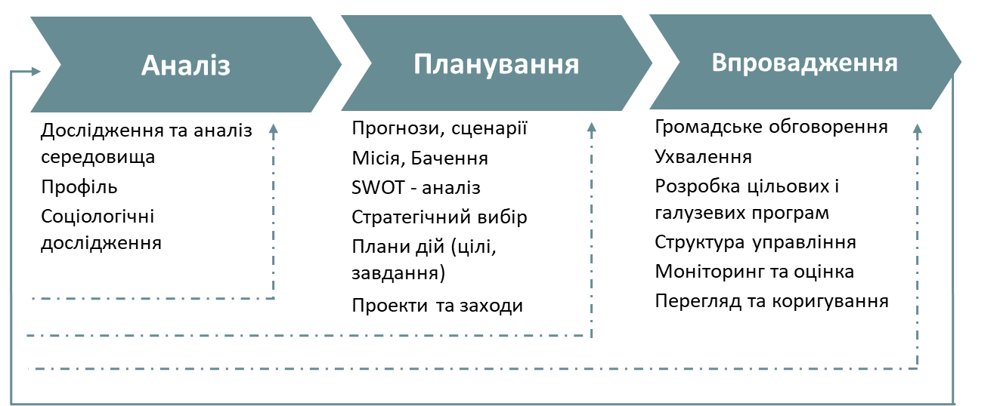 Аналіз
Планування
Впровадження
Дослідження та аналіз
середовища
Профіль
Соціологічні
дослідження
Прогнози, сценарії
Місія, Бачення
SWOT - аналіз
Стратегічний вибір
Плани дій (цілі,
завдання)
Проекти та заходи
Громадське обговорення
Ухвалення
Розробка цільових і
галузевих програм
Структура управління
Моніторинг та оцінка
Перегляд та коригування